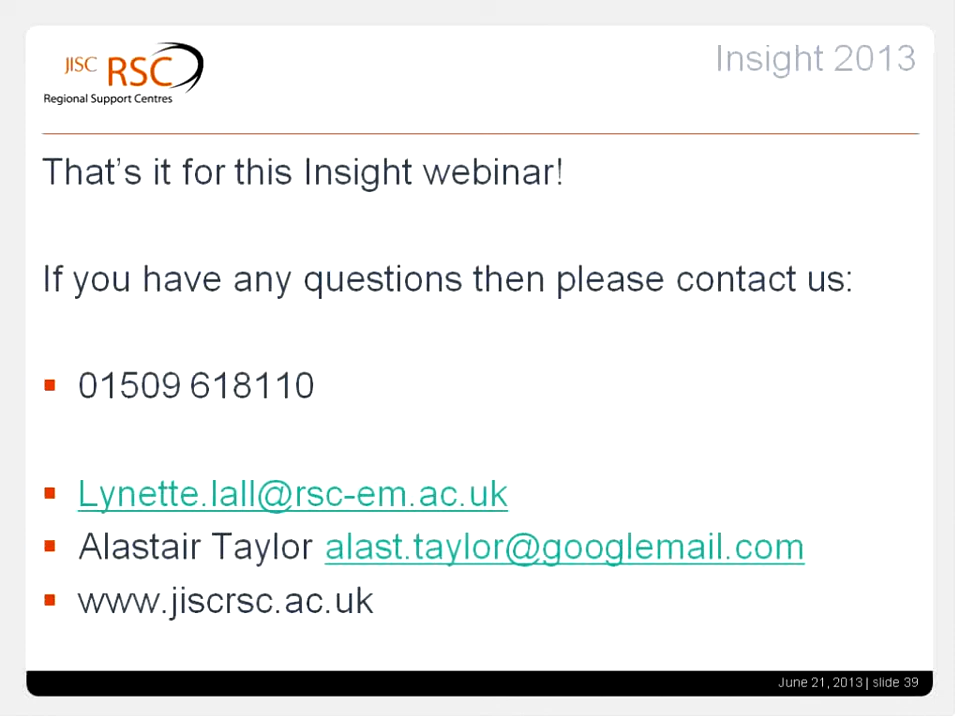 JISC RSC
Regional Support Centres
Insight 2013
That's it for this Insight webinar!
If you have any questions then please contact us:
01509 618110
Lynette.lall@rsc-em.ac.uk
Alastair Taylor alast.taylor@googlemail.com
www.jiscrsc.ac.uk
June 21, 2013 | slide 39